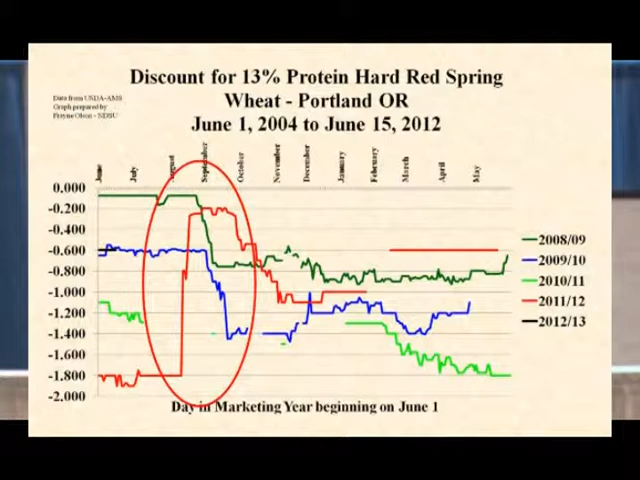 Discount for 13% Protein Hard Red Spring
Wheat - Portland OR
June 1, 2004 to June 15, 2012
Data from USDA-AMS
Graph prepared by
Frayne Olson - NDSU
June July August September October November December January February March April May
0.000
-0.200
-0.400
-0.600
-0.800
-1.000
-1.200
-1.400
-1.600
-1.800
-2.000
2008/09
2009/10
2010/11
2011/12
2012/13
Day in Marketing Year beginning on June 1